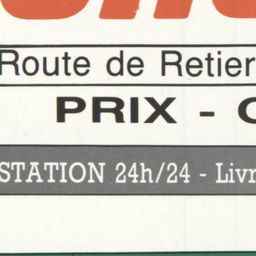 Route de Retier
PRIX - C
STATION 24h/24 - Livr